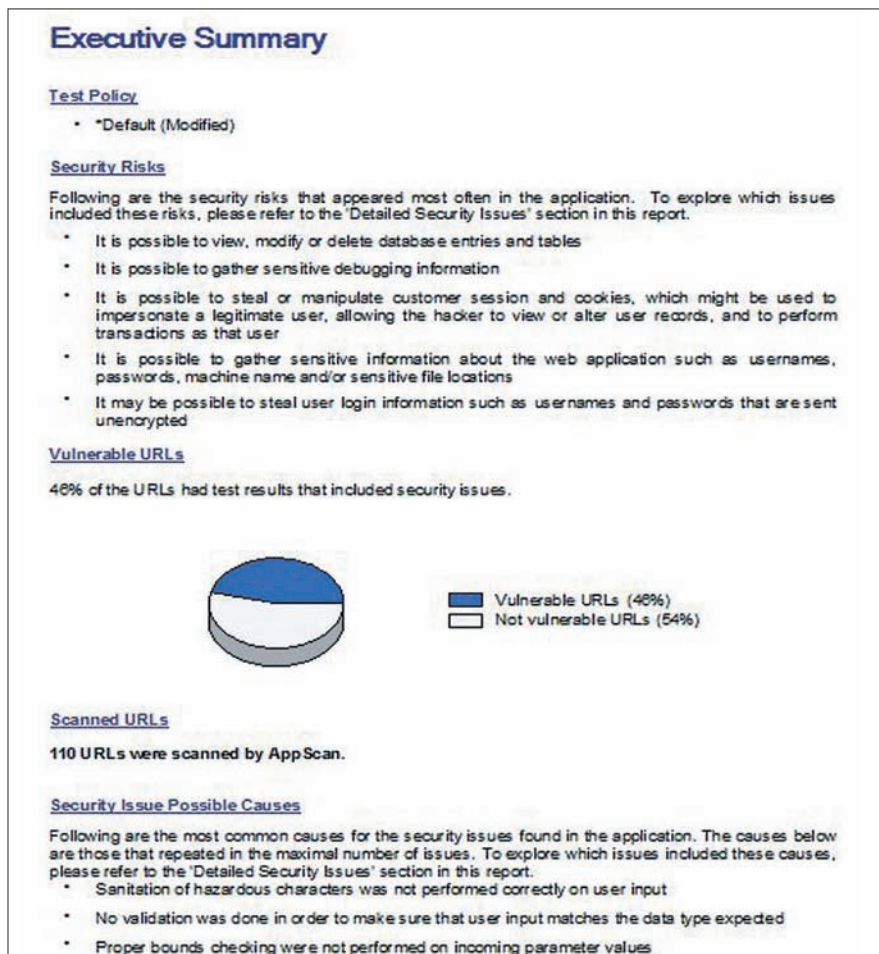 Executive Summary
Test Policy
• *Default (Modified)
Security Risks
Following are the security risks that appeared most often in the application. To explore which issues
included these risks, please refer to the 'Detailed Security Issues' section in this report.
• It is possible to view, modify or delete database entries and tables
• It is possible to gather sensitive debugging information
• It is possible to steal or manipulate customer session and cookies, which might be used to
impersonate a legitimate user, allowing the hacker to view or alter user records, and to perform
transactions as that user
• It is possible to gather sensitive information about the web application such as usernames,
passwords, machine name and/or sensitive file locations
• It may be possible to steal user login information such as usernames and passwords that are sent
unencrypted
Vulnerable URLs
46% of the URLs had test results that included security issues.
Vulnerable URLs (46%)
Not vulnerable URLs (54%)
Scanned URLs
110 URLs were scanned by AppScan.
Security Issue Possible Causes
Following are the most common causes for the security issues found in the application. The causes below
are those that repeated in the maximal number of issues. To explore which issues included these causes,
please refer to the 'Detailed Security Issues' section in this report.
• Sanitation of hazardous characters was not performed correctly on user input
• No validation was done in order to make sure that user input matches the data type expected
• Proper bounds checking were not performed on incoming parameter values